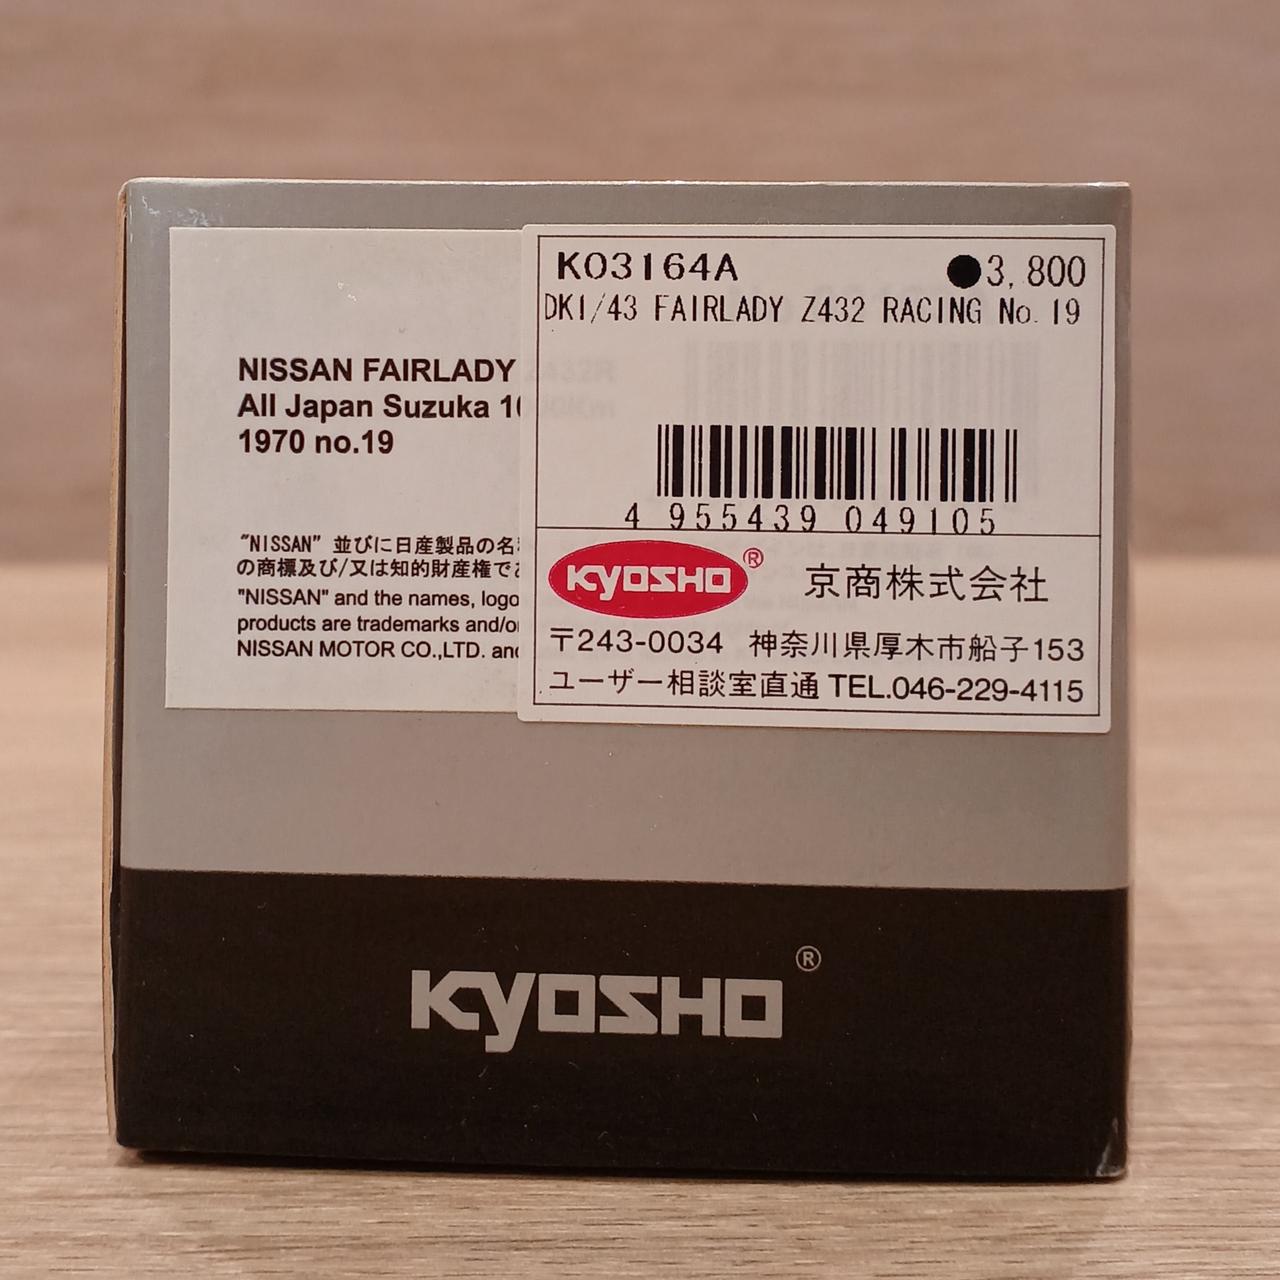 NISSAN FAIRLADY Z432R
All Japan Suzuka 1000Km
1970 no.19
"NISSAN" 並びに日産製品の名
の商標及び/又は知的財産権で
"NISSAN" and the names, logo
products are trademarks and/or
NISSAN MOTOR CO.,LTD. and
K03164A ●3,800
DK1/43 FAIRLADY Z432 RACING No.19
4 955439 049105
KYOSHO® 京商株式会社
〒243-0034 神奈川県厚木市船子153
ユーザー相談室直通 TEL.046-229-4115
KYOSHO®